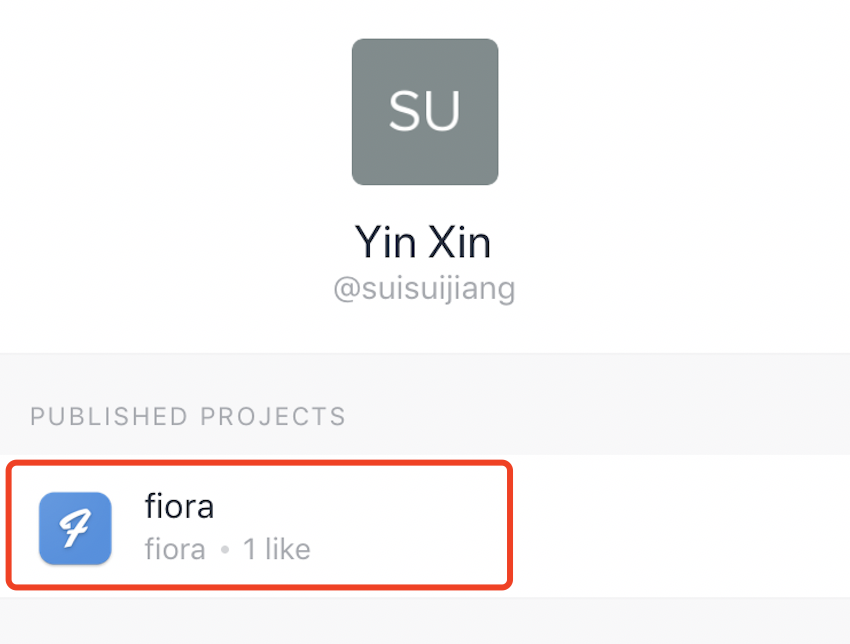 SU
Yin Xin
@suisuijiang
PUBLISHED PROJECTS
F
fiora
fiora • 1 like